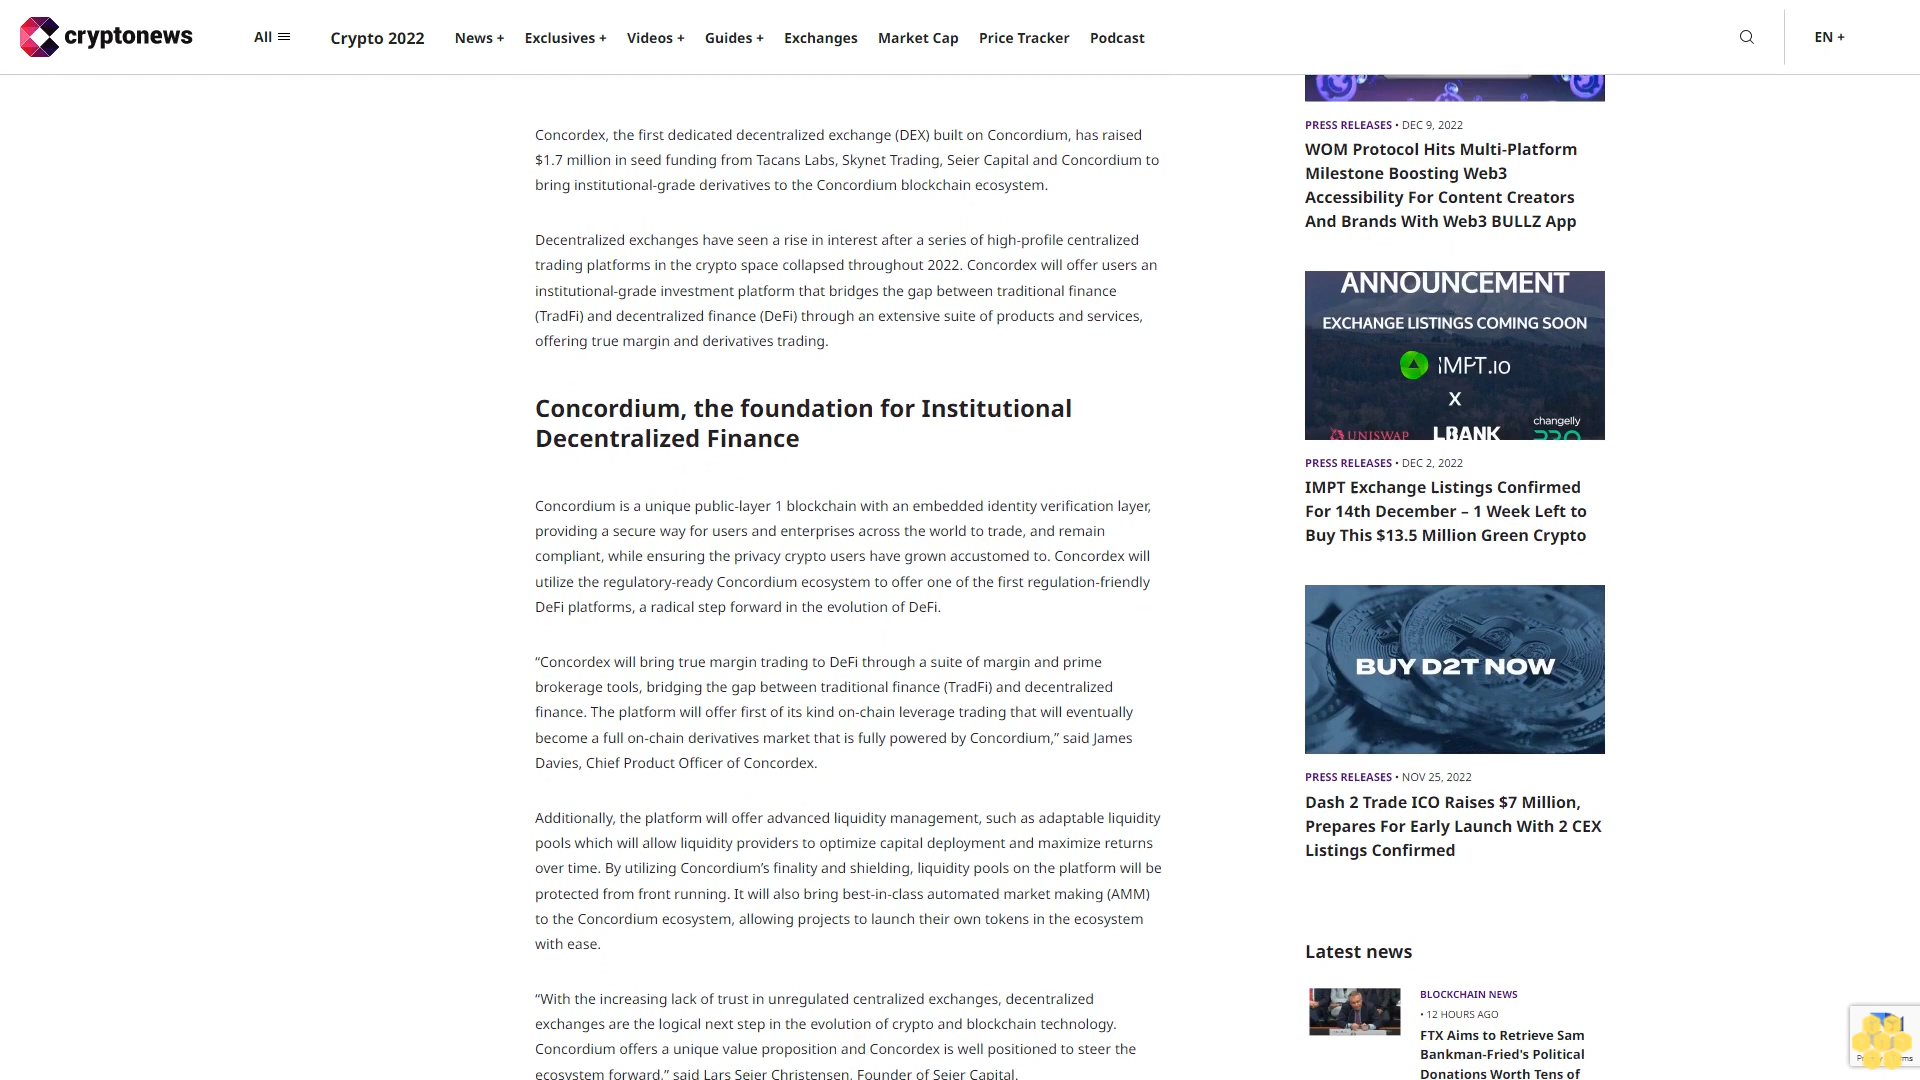 cryptonews
All
Crypto 2022
News +
Exclusives +
Videos +
Guides +
Exchanges
Market Cap
Price Tracker
Podcast
EN +
Concordex, the first dedicated decentralized exchange (DEX) built on Concordium, has raised
$1.7 million in seed funding from Tacans Labs, Skynet Trading, Seier Capital and Concordium to
bring institutional-grade derivatives to the Concordium blockchain ecosystem.
Decentralized exchanges have seen a rise in interest after a series of high-profile centralized
trading platforms in the crypto space collapsed throughout 2022. Concordex will offer users an
institutional-grade investment platform that bridges the gap between traditional finance
(TradFi) and decentralized finance (DeFi) through an extensive suite of products and services,
offering true margin and derivatives trading.
Concordium, the foundation for Institutional
Decentralized Finance
Concordium is a unique public-layer 1 blockchain with an embedded identity verification layer,
providing a secure way for users and enterprises across the world to trade, and remain
compliant, while ensuring the privacy crypto users have grown accustomed to. Concordex will
utilize the regulatory-ready Concordium ecosystem to offer one of the first regulation-friendly
DeFi platforms, a radical step forward in the evolution of DeFi.
“Concordex will bring true margin trading to DeFi through a suite of margin and prime
brokerage tools, bridging the gap between traditional finance (TradFi) and decentralized
finance. The platform will offer first of its kind on-chain leverage trading that will eventually
become a full on-chain derivatives market that is fully powered by Concordium,” said James
Davies, Chief Product Officer of Concordex.
Additionally, the platform will offer advanced liquidity management, such as adaptable liquidity
pools which will allow liquidity providers to optimize capital deployment and maximize returns
over time. By utilizing Concordium’s finality and shielding, liquidity pools on the platform will be
protected from front running. It will also bring best-in-class automated market making (AMM)
to the Concordium ecosystem, allowing projects to launch their own tokens in the ecosystem
with ease.
“With the increasing lack of trust in unregulated centralized exchanges, decentralized
exchanges are the logical next step in the evolution of crypto and blockchain technology.
Concordium offers a unique value proposition and Concordex is well positioned to steer the
ecosystem forward,” said Lars Seier Christensen, Founder of Seier Capital.
PRESS RELEASES • DEC 9, 2022
WOM Protocol Hits Multi-Platform
Milestone Boosting Web3
Accessibility For Content Creators
And Brands With Web3 BULLZ App
ANNOUNCEMENT
EXCHANGE LISTINGS COMING SOON
IMPT.IO
X
UNISWAP
LBANK
changelly
PRO
PRESS RELEASES • DEC 2, 2022
IMPT Exchange Listings Confirmed
For 14th December – 1 Week Left to
Buy This $13.5 Million Green Crypto
BUY D2T NOW
PRESS RELEASES • NOV 25, 2022
Dash 2 Trade ICO Raises $7 Million,
Prepares For Early Launch With 2 CEX
Listings Confirmed
Latest news
BLOCKCHAIN NEWS
• 12 HOURS AGO
FTX Aims to Retrieve Sam
Bankman-Fried's Political
Donations Worth Tens of